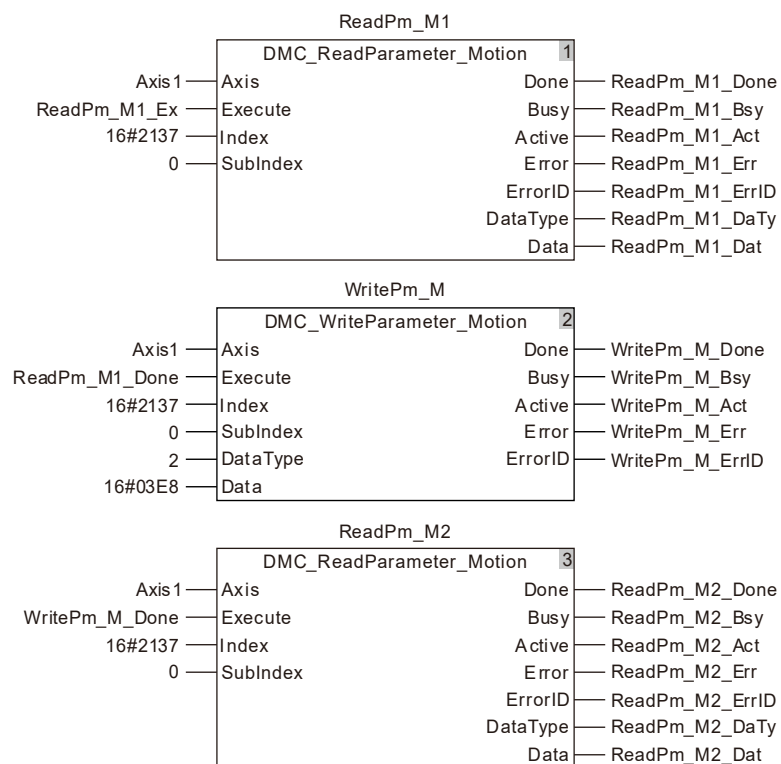 ReadPm_M1
DMC_ReadParameter_Motion 1
Axis1 Axis Done ReadPm_M1_Done
ReadPm_M1_Ex Execute Busy ReadPm_M1_Bsy
16#2137 Index Active ReadPm_M1_Act
0 SubIndex Error ReadPm_M1_Err
ErrorID ReadPm_M1_ErrID
DataType ReadPm_M1_DaTy
Data ReadPm_M1_Dat
WritePm_M
DMC_WriteParameter_Motion 2
Axis1 Axis Done WritePm_M_Done
ReadPm_M1_Done Execute Busy WritePm_M_Bsy
16#2137 Index Active WritePm_M_Act
0 SubIndex Error WritePm_M_Err
2 DataType ErrorID WritePm_M_ErrID
16#03E8 Data
ReadPm_M2
DMC_ReadParameter_Motion 3
Axis1 Axis Done ReadPm_M2_Done
WritePm_M_Done Execute Busy ReadPm_M2_Bsy
16#2137 Index Active ReadPm_M2_Act
0 SubIndex Error ReadPm_M2_Err
ErrorID ReadPm_M2_ErrID
DataType ReadPm_M2_DaTy
Data ReadPm_M2_Dat